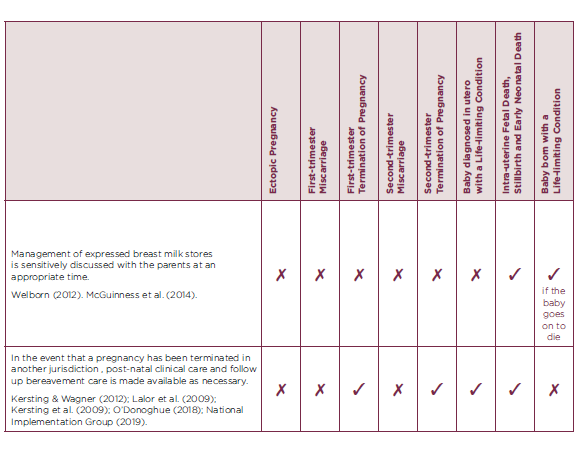 Ectopic Pregnancy
First-trimester
Miscarriage
First-trimester
Termination of Pregnancy
Second-trimester
Miscarriage
Second-trimester
Termination of Pregnancy
Baby diagnosed in utero
with a Life-limiting Condition
Intra-uterine Fetal Death,
Stillbirth and Early Neonatal Death
Baby born with a
Life-limiting Condition
Management of expressed breast milk stores
is sensitively discussed with the parents at an
appropriate time.
Welborn (2012). McGuinness et al. (2014).
✗ ✗ ✗ ✗ ✗ ✗ ✓ ✓
if the
baby
goes
on to
die
In the event that a pregnancy has been terminated in
another jurisdiction , post-natal clinical care and follow
up bereavement care is made available as necessary.
Kersting & Wagner (2012); Lalor et al. (2009);
Kersting et al. (2009); O'Donoghue (2018); National
Implementation Group (2019).
✗ ✗ ✓ ✗ ✓ ✓ ✓ ✗